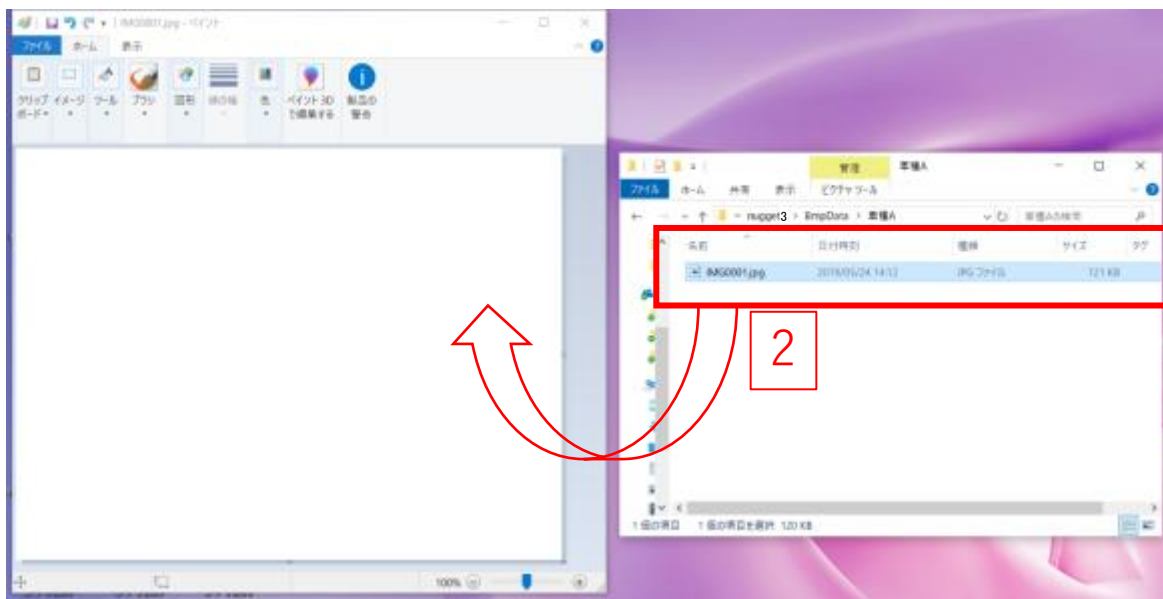 IMG0001.jpg - ペイント
ファイル ホーム 表示
クリップボード イメージ ツール ブラシ 図形 線の幅 色 ペイント 3D で編集する 製品の
100%
管理 車種A
ファイル ホーム 共有 表示 ピクチャ ツール
nugget3 > EmpData > 車種A 車種Aの検索
名前 日付時刻 種類 サイズ タグ
IMG0001.jpg 2016/05/24 14:12 JPG ファイル 121 KB
2
1 個の項目 1 個の項目を選択 120 KB